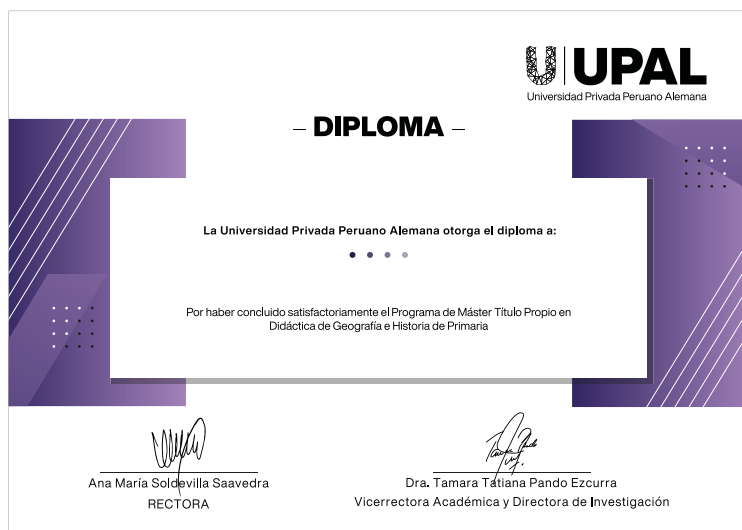 UPAL
Universidad Privada Peruano Alemana
– DIPLOMA –
La Universidad Privada Peruano Alemana otorga el diploma a:
Por haber concluido satisfactoriamente el Programa de Máster Título Propio en
Didáctica de Geografía e Historia de Primaria
Ana María Soldevilla Saavedra
RECTORA
Dra. Tamara Tatiana Pando Ezcurra
Vicerrectora Académica y Directora de Investigación